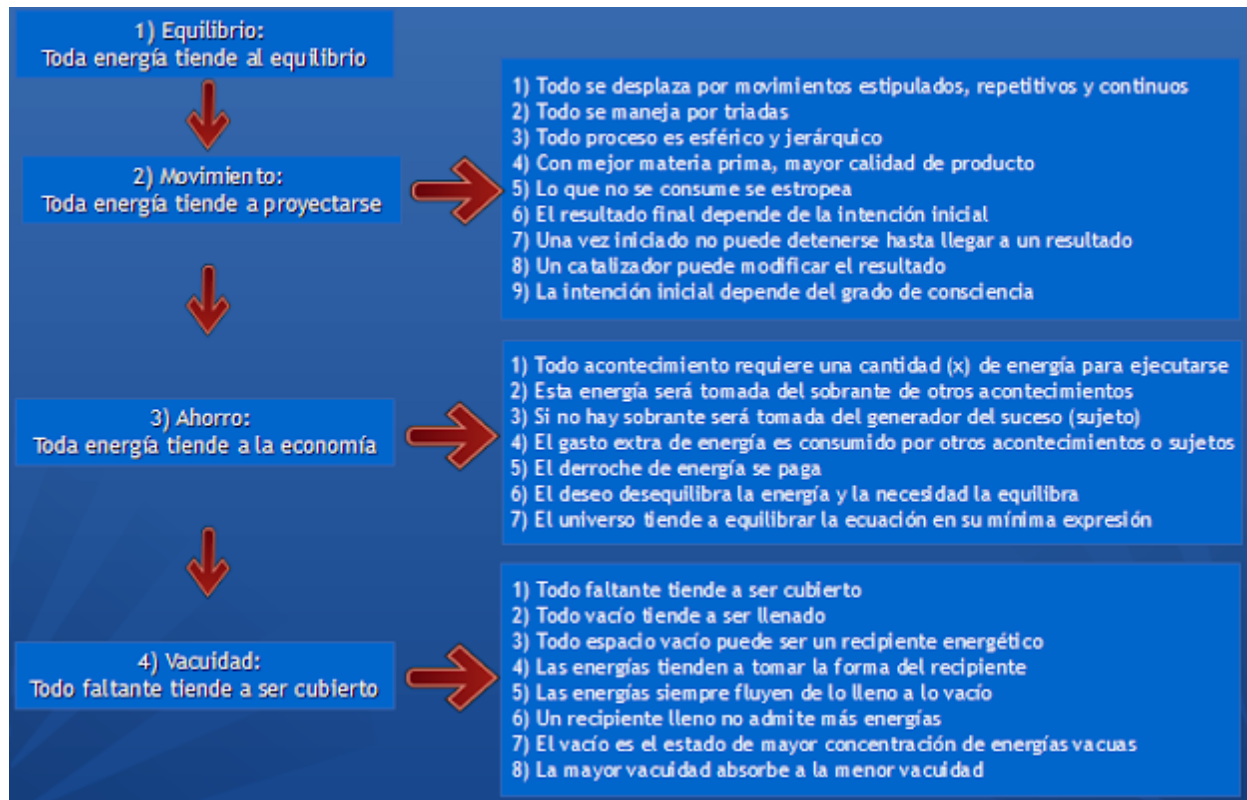 1) Equilibrio:
Toda energía tiende al equilibrio
2) Movimiento:
Toda energía tiende a proyectarse
1) Todo se desplaza por movimientos estipulados, repetitivos y continuos
2) Todo se maneja por triadas
3) Todo proceso es esférico y jerárquico
4) Con mejor materia prima, mayor calidad de producto
5) Lo que no se consume se estropea
6) El resultado final depende de la intención inicial
7) Una vez iniciado no puede detenerse hasta llegar a un resultado
8) Un catalizador puede modificar el resultado
9) La intención inicial depende del grado de consciencia
3) Ahorro:
Toda energía tiende a la economía
1) Todo acontecimiento requiere una cantidad (x) de energía para ejecutarse
2) Esta energía será tomada del sobrante de otros acontecimientos
3) Si no hay sobrante será tomada del generador del suceso (sujeto)
4) El gasto extra de energía es consumido por otros acontecimientos o sujetos
5) El derroche de energía se paga
6) El deseo desequilibra la energía y la necesidad la equilibra
7) El universo tiende a equilibrar la ecuación en su mínima expresión
4) Vacuidad:
Todo faltante tiende a ser cubierto
1) Todo faltante tiende a ser cubierto
2) Todo vacío tiende a ser llenado
3) Todo espacio vacío puede ser un recipiente energético
4) Las energías tienden a tomar la forma del recipiente
5) Las energías siempre fluyen de lo lleno a lo vacío
6) Un recipiente lleno no admite más energías
7) El vacío es el estado de mayor concentración de energías vacuas
8) La mayor vacuidad absorbe a la menor vacuidad